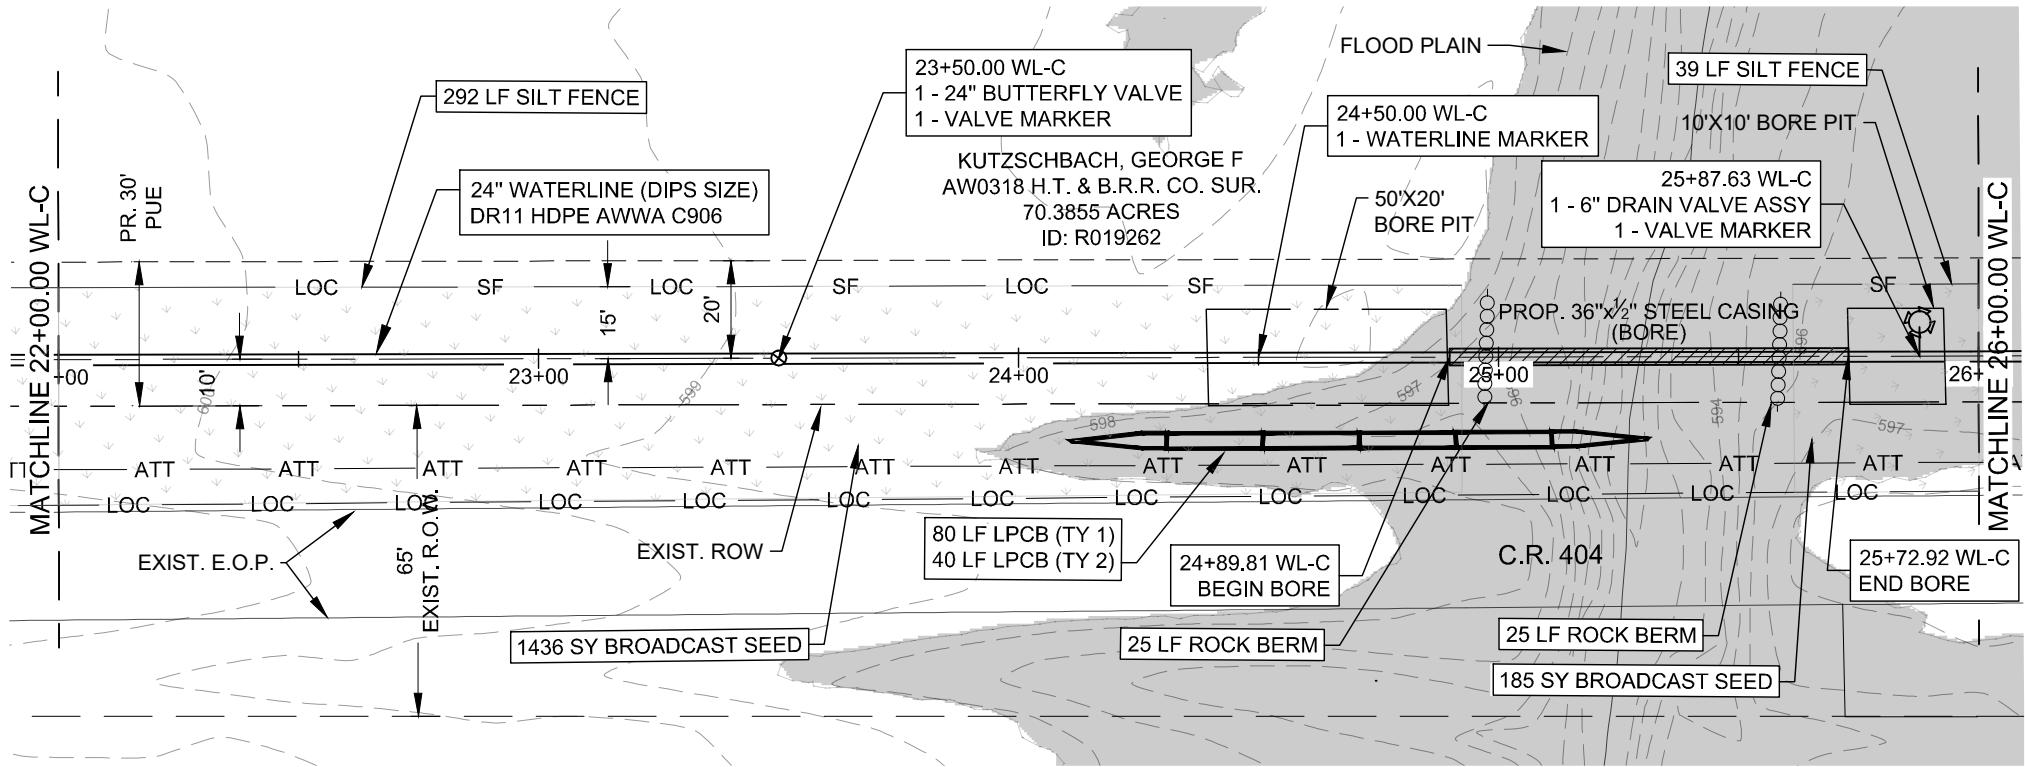 FLOOD PLAIN
23+50.00 WL-C
1 - 24" BUTTERFLY VALVE
1 - VALVE MARKER
39 LF SILT FENCE
292 LF SILT FENCE
24+50.00 WL-C
1 - WATERLINE MARKER
10'X10' BORE PIT
KUTZSCHBACH, GEORGE F
AW0318 H.T. & B.R.R. CO. SUR.
70.3855 ACRES
ID: R019262
24" WATERLINE (DIPS SIZE)
DR11 HDPE AWWA C906
PR. 30'
PUE
50'X20'
BORE PIT
25+87.63 WL-C
1 - 6" DRAIN VALVE ASSY
1 - VALVE MARKER
MATCHLINE 22+00.00 WL-C
MATCHLINE 26+00.00 WL-C
LOC SF LOC SF LOC SF SF
15'
20'
PROP. 36"x½" STEEL CASING
(BORE)
596
+00 23+00 24+00 25+00 26+
10'
601
599
597
596
594
598
597
ATT ATT ATT ATT ATT ATT ATT ATT ATT ATT ATT ATT ATT
LOC LOC LOC LOC LOC LOC LOC LOC LOC LOC LOC LOC LOC
65'
EXIST. R.O.W.
EXIST. E.O.P.
EXIST. ROW
80 LF LPCB (TY 1)
40 LF LPCB (TY 2)
24+89.81 WL-C
BEGIN BORE
C.R. 404
25+72.92 WL-C
END BORE
1436 SY BROADCAST SEED
25 LF ROCK BERM
25 LF ROCK BERM
185 SY BROADCAST SEED